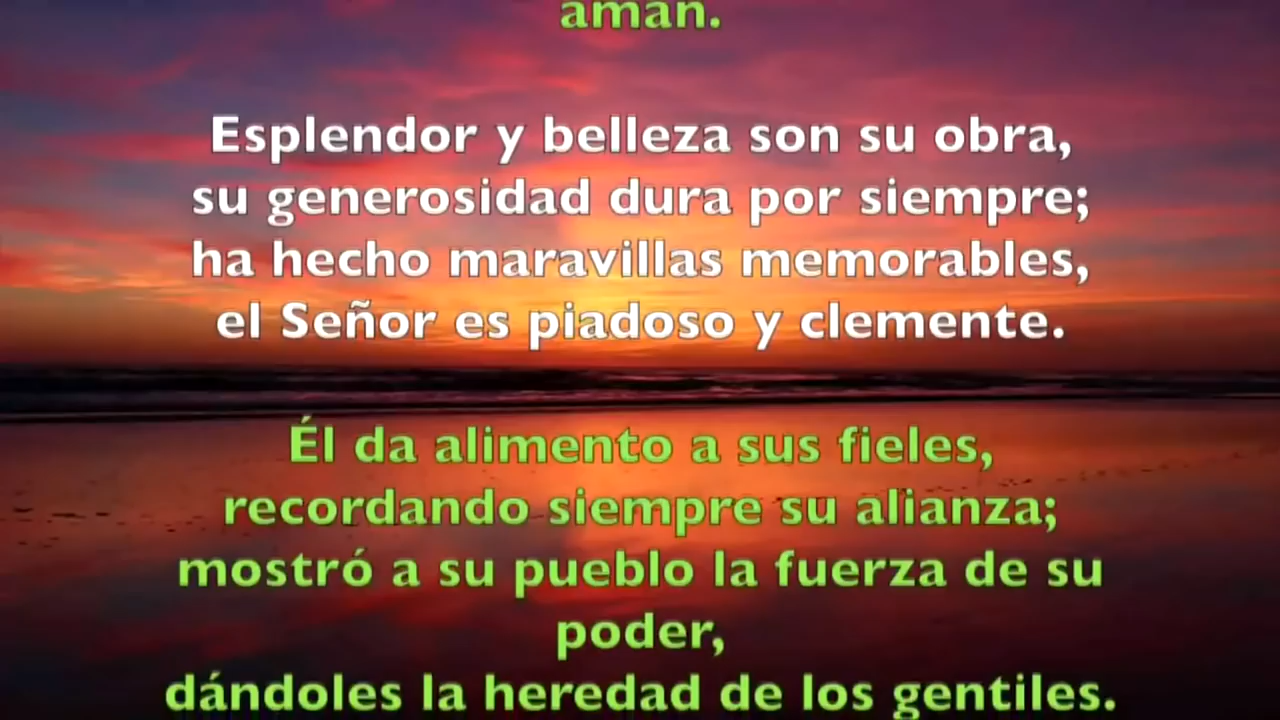 aman.
Esplendor y belleza son su obra,
su generosidad dura por siempre;
ha hecho maravillas memorables,
el Señor es piadoso y clemente.
Él da alimento a sus fieles,
recordando siempre su alianza;
mostró a su pueblo la fuerza de su
poder,
dándoles la heredad de los gentiles.